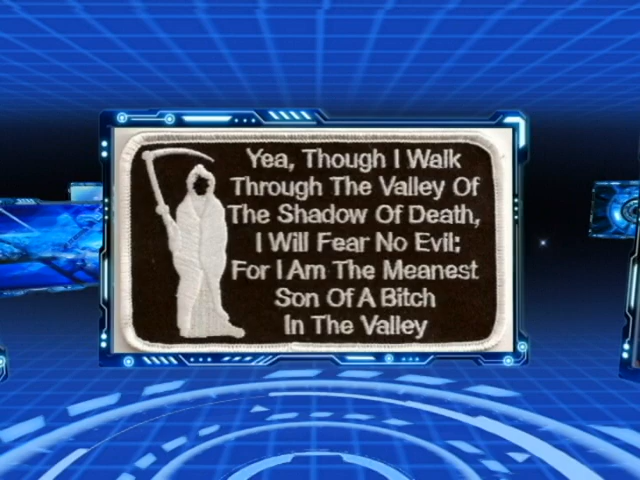 Yea, Though I Walk
Through The Valley Of
The Shadow Of Death,
I Will Fear No Evil:
For I Am The Meanest
Son Of A Bitch
In The Valley